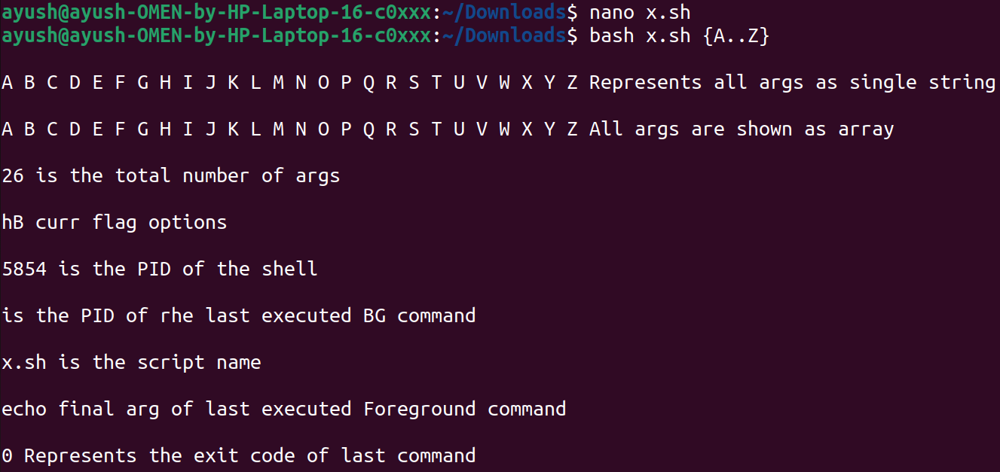 ayush@ayush-OMEN-by-HP-Laptop-16-c0xxx:~/Downloads$ nano x.sh
ayush@ayush-OMEN-by-HP-Laptop-16-c0xxx:~/Downloads$ bash x.sh {A..Z}
A B C D E F G H I J K L M N O P Q R S T U V W X Y Z Represents all args as single string
A B C D E F G H I J K L M N O P Q R S T U V W X Y Z All args are shown as array
26 is the total number of args
hB curr flag options
5854 is the PID of the shell
is the PID of rhe last executed BG command
x.sh is the script name
echo final arg of last executed Foreground command
0 Represents the exit code of last command